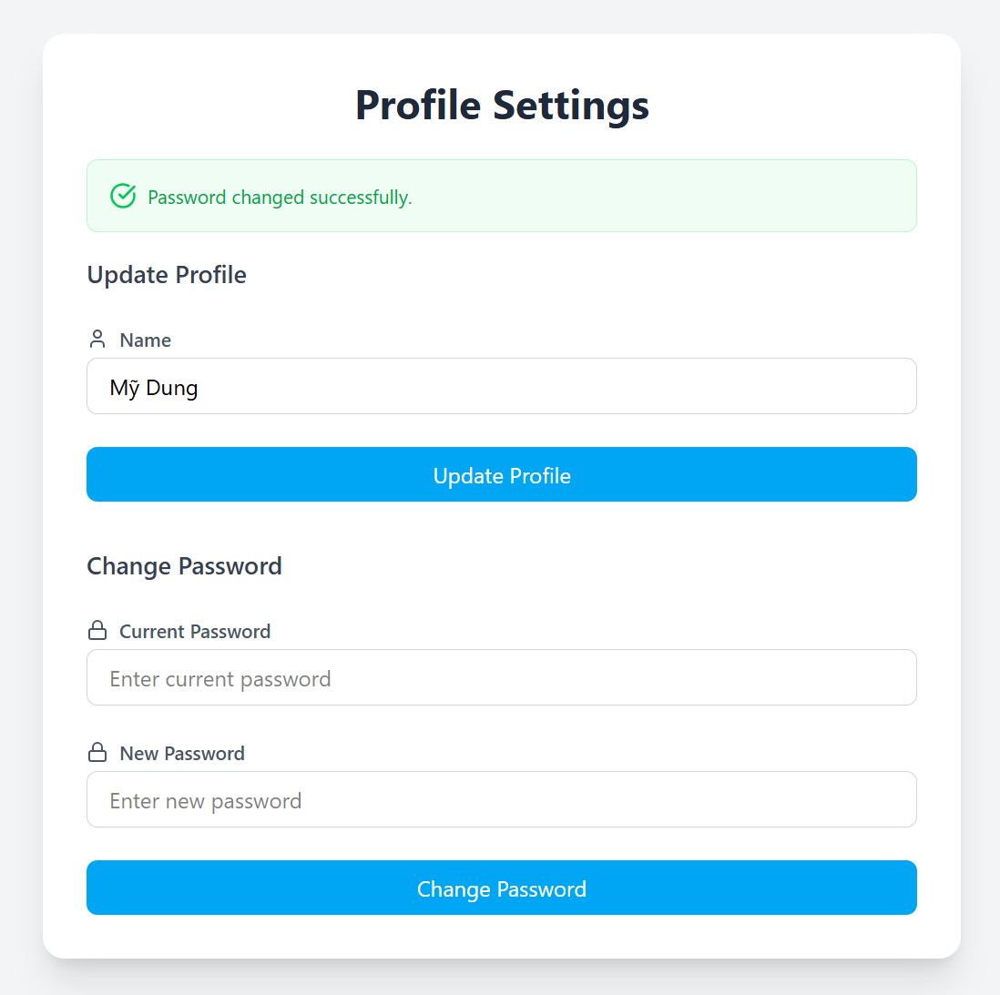 Profile Settings
Password changed successfully.
Update Profile
Name
Mỹ Dung
Update Profile
Change Password
Current Password
Enter current password
New Password
Enter new password
Change Password